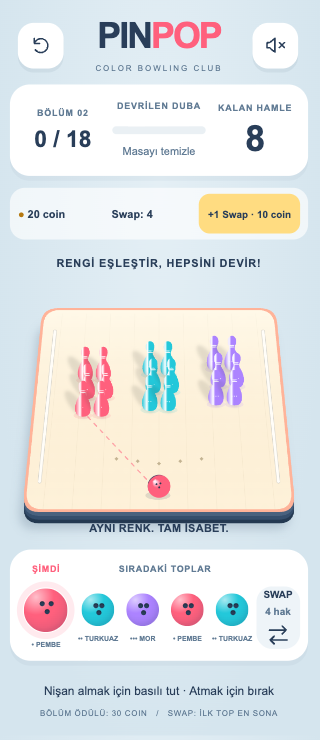 PINPOP
COLOR BOWLING CLUB
BÖLÜM 02
0 / 18
DEVRİLEN DUBA
Masayı temizle
KALAN HAMLE
8
20 coin
Swap: 4
+1 Swap · 10 coin
RENGİ EŞLEŞTİR, HEPSİNİ DEVİR!
AYNI RENK. TAM İSABET.
ŞİMDİ
SIRADAKİ TOPLAR
SWAP
4 hak
• PEMBE
•• TURKUAZ
••• MOR
• PEMBE
•• TURKUAZ
Nişan almak için basılı tut · Atmak için bırak
BÖLÜM ÖDÜLÜ: 30 COIN / SWAP: İLK TOP EN SONA